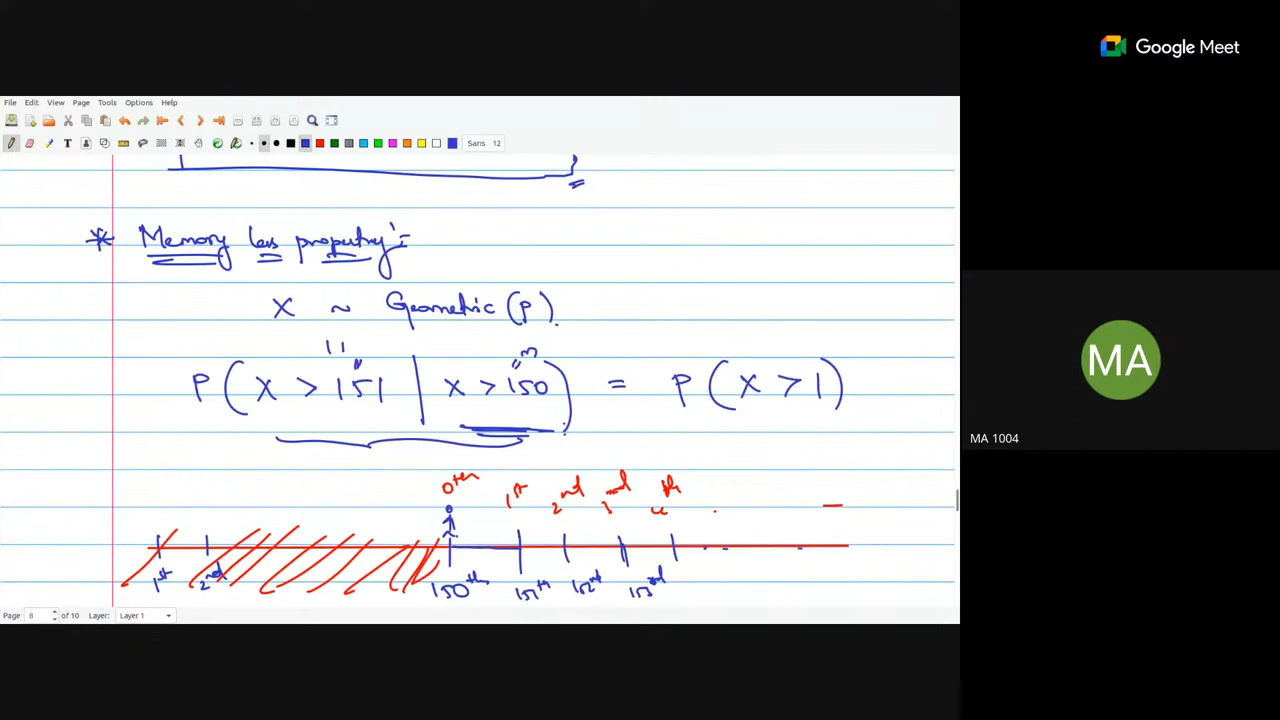 Google Meet
File Edit View Page Tools Options Help
Sans 12
* Memory less property:
X ~ Geometric (p).
P ( X > 151 | X > 150 ) = P ( X > 1 )
0th 1st 2nd 3rd 4th
1st 2nd 150th 151th 152nd 153rd
MA
MA 1004
Page 8 of 10 Layer: Layer 1